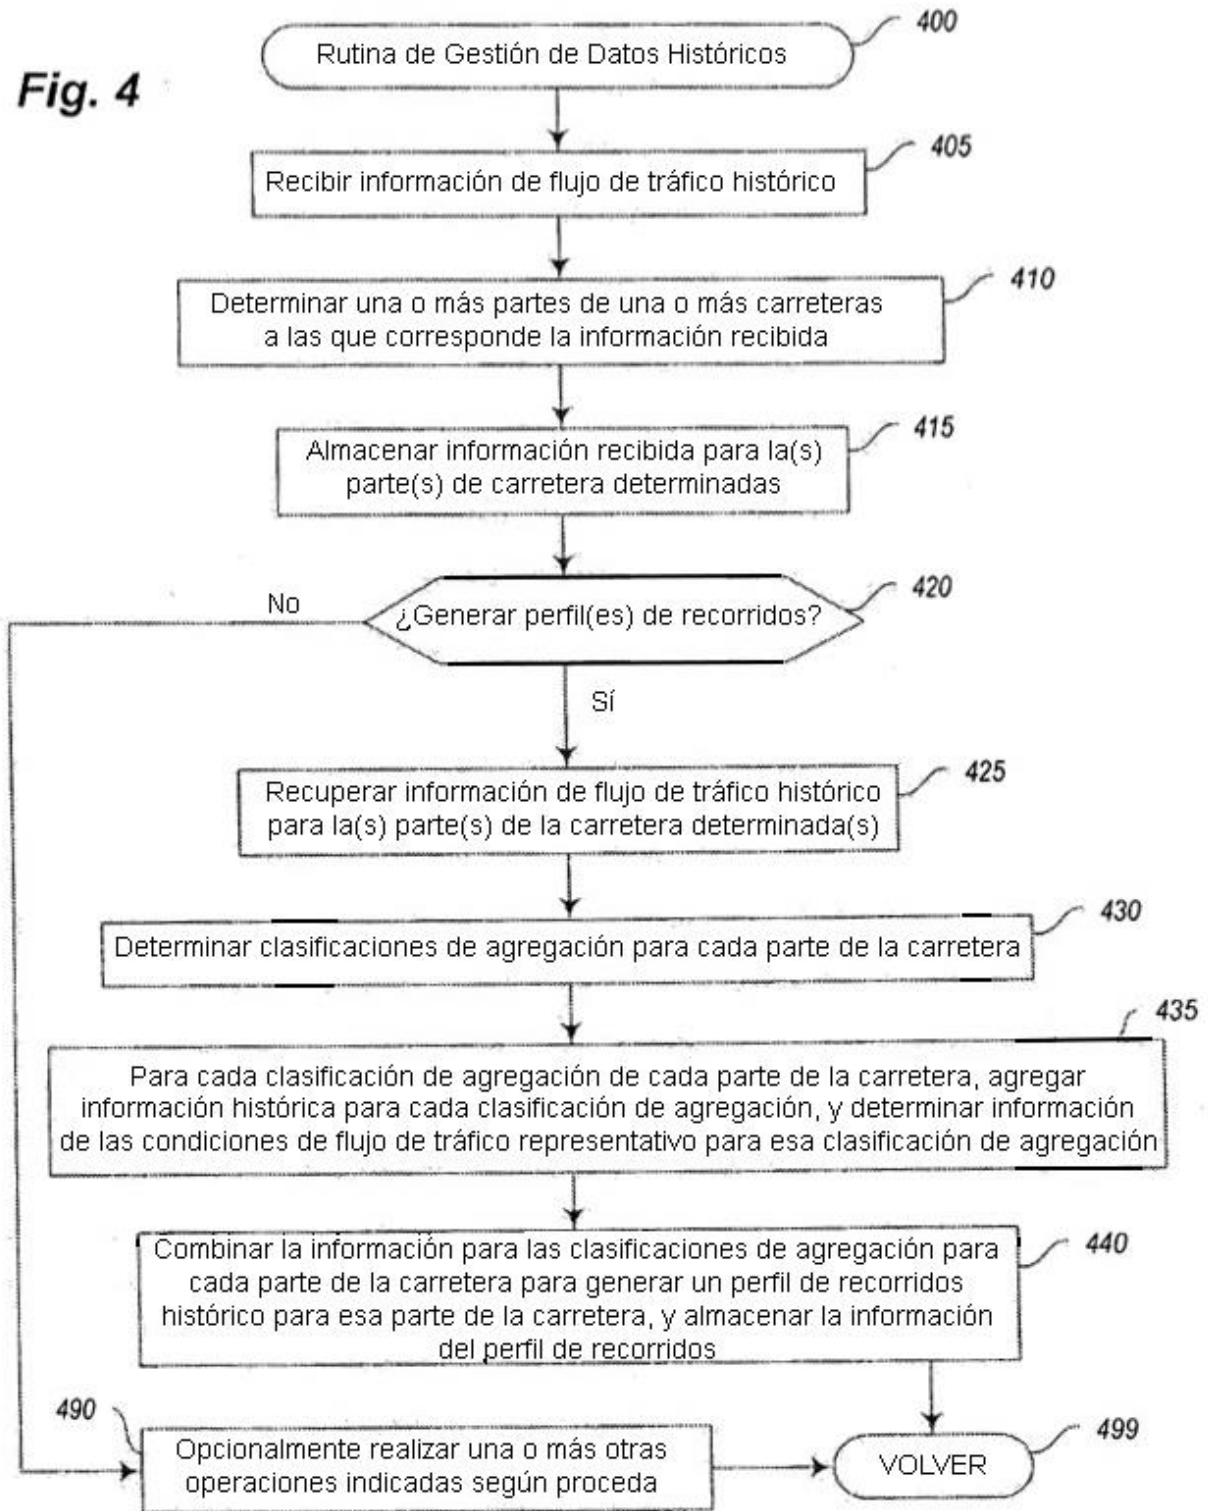 Fig. 4
400
Rutina de Gestión de Datos Históricos
405
Recibir información de flujo de tráfico histórico
410
Determinar una o más partes de una o más carreteras
a las que corresponde la información recibida
415
Almacenar información recibida para la(s)
parte(s) de carretera determinadas
420
¿Generar perfil(es) de recorridos?
No
Sí
425
Recuperar información de flujo de tráfico histórico
para la(s) parte(s) de la carretera determinada(s)
430
Determinar clasificaciones de agregación para cada parte de la carretera
435
Para cada clasificación de agregación de cada parte de la carretera, agregar
información histórica para cada clasificación de agregación, y determinar información
de las condiciones de flujo de tráfico representativo para esa clasificación de agregación
440
Combinar la información para las clasificaciones de agregación para
cada parte de la carretera para generar un perfil de recorridos
histórico para esa parte de la carretera, y almacenar la información
del perfil de recorridos
490
Opcionalmente realizar una o más otras
operaciones indicadas según proceda
499
VOLVER